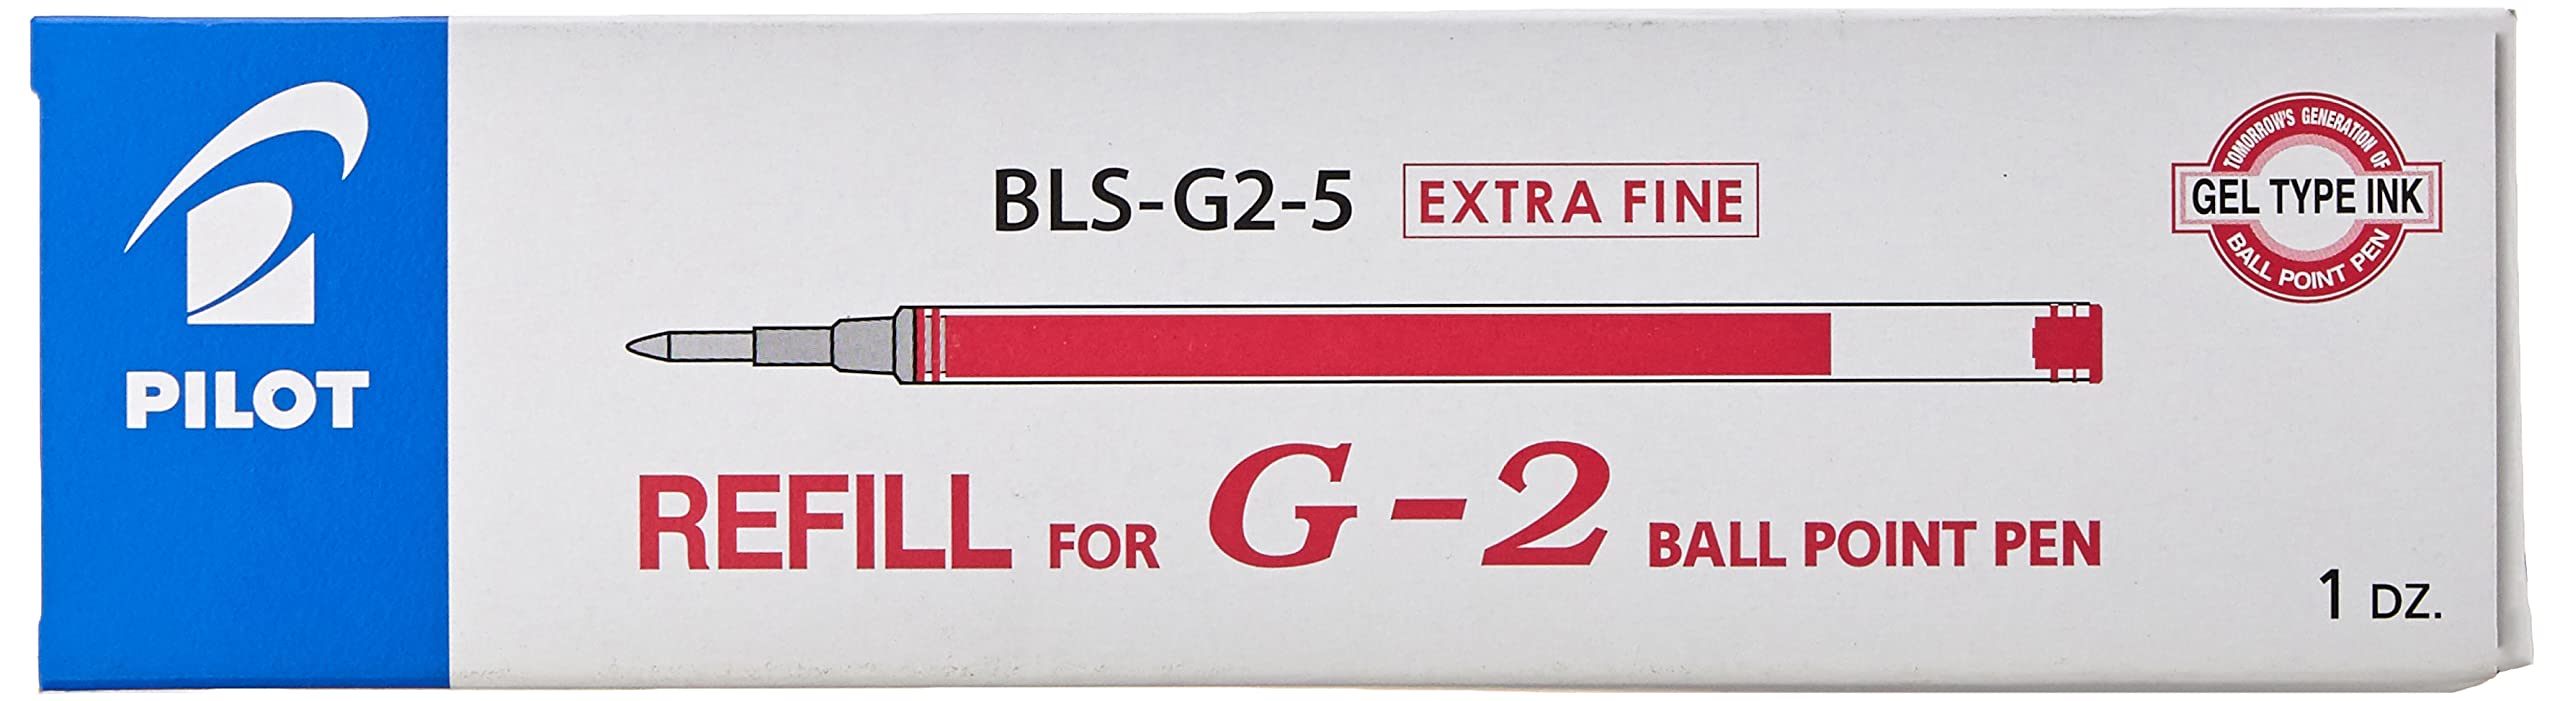 PILOT
BLS-G2-5 EXTRA FINE
TOMORROW'S GENERATION OF
GEL TYPE INK
BALL POINT PEN
REFILL FOR G-2 BALL POINT PEN
1 DZ.